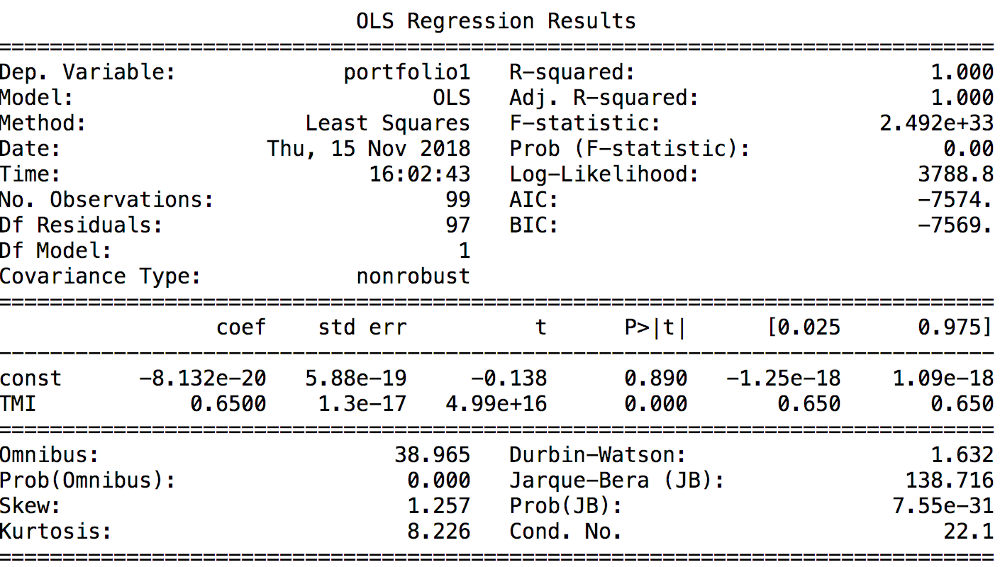 OLS Regression Results
==============================================================================
Dep. Variable: portfolio1 R-squared: 1.000
Model: OLS Adj. R-squared: 1.000
Method: Least Squares F-statistic: 2.492e+33
Date: Thu, 15 Nov 2018 Prob (F-statistic): 0.00
Time: 16:02:43 Log-Likelihood: 3788.8
No. Observations: 99 AIC: -7574.
Df Residuals: 97 BIC: -7569.
Df Model: 1
Covariance Type: nonrobust
==============================================================================
coef std err t P>|t| [0.025 0.975]
------------------------------------------------------------------------------
const -8.132e-20 5.88e-19 -0.138 0.890 -1.25e-18 1.09e-18
TMI 0.6500 1.3e-17 4.99e+16 0.000 0.650 0.650
==============================================================================
Omnibus: 38.965 Durbin-Watson: 1.632
Prob(Omnibus): 0.000 Jarque-Bera (JB): 138.716
Skew: 1.257 Prob(JB): 7.55e-31
Kurtosis: 8.226 Cond. No. 22.1
==============================================================================